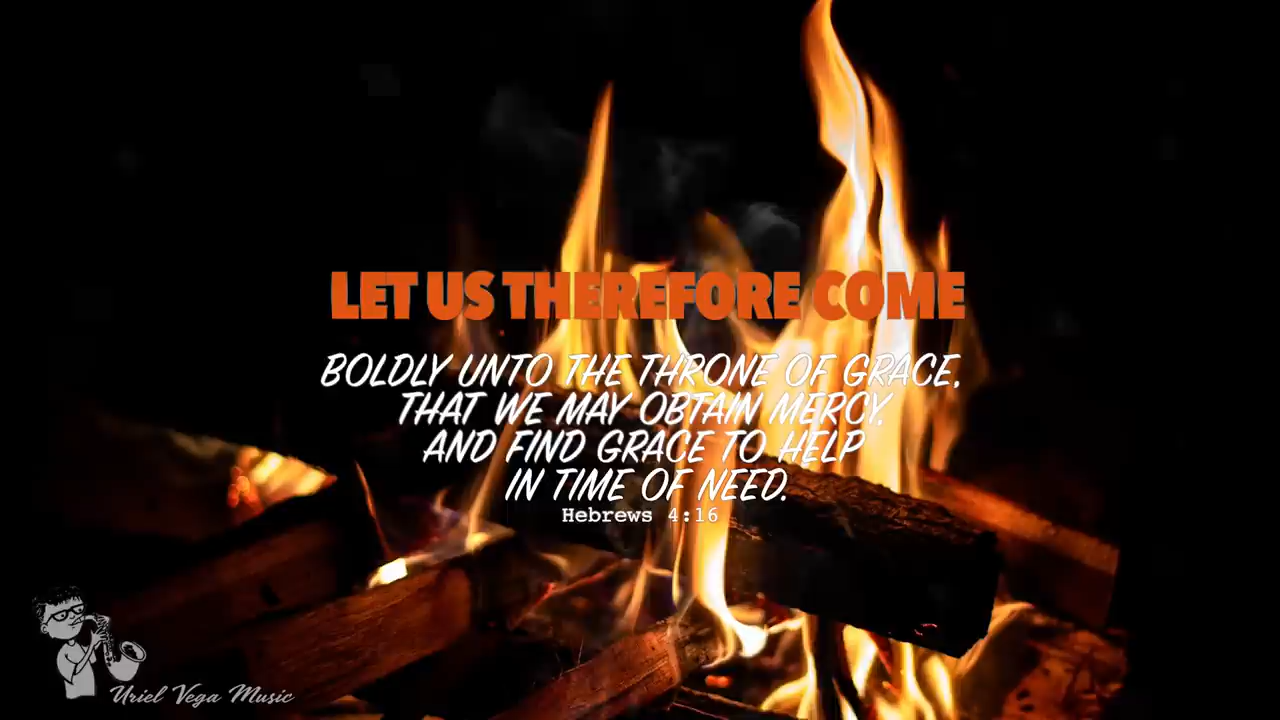 LET US THEREFORE COME
BOLDLY UNTO THE THRONE OF GRACE,
THAT WE MAY OBTAIN MERCY,
AND FIND GRACE TO HELP
IN TIME OF NEED.
Hebrews 4:16
Uriel Vega Music